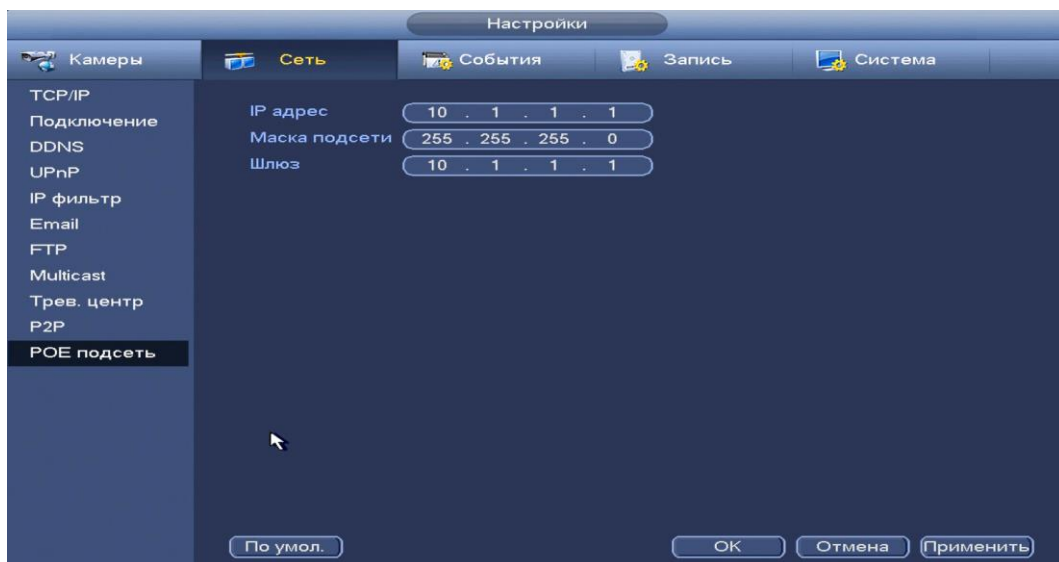 Настройки
Камеры Сеть События Запись Система
TCP/IP
Подключение
DDNS
UPnP
IP фильтр
Email
FTP
Multicast
Трев. центр
P2P
POE подсеть
IP адрес 10 . 1 . 1 . 1
Маска подсети 255 . 255 . 255 . 0
Шлюз 10 . 1 . 1 . 1
По умол. OK Отмена Применить